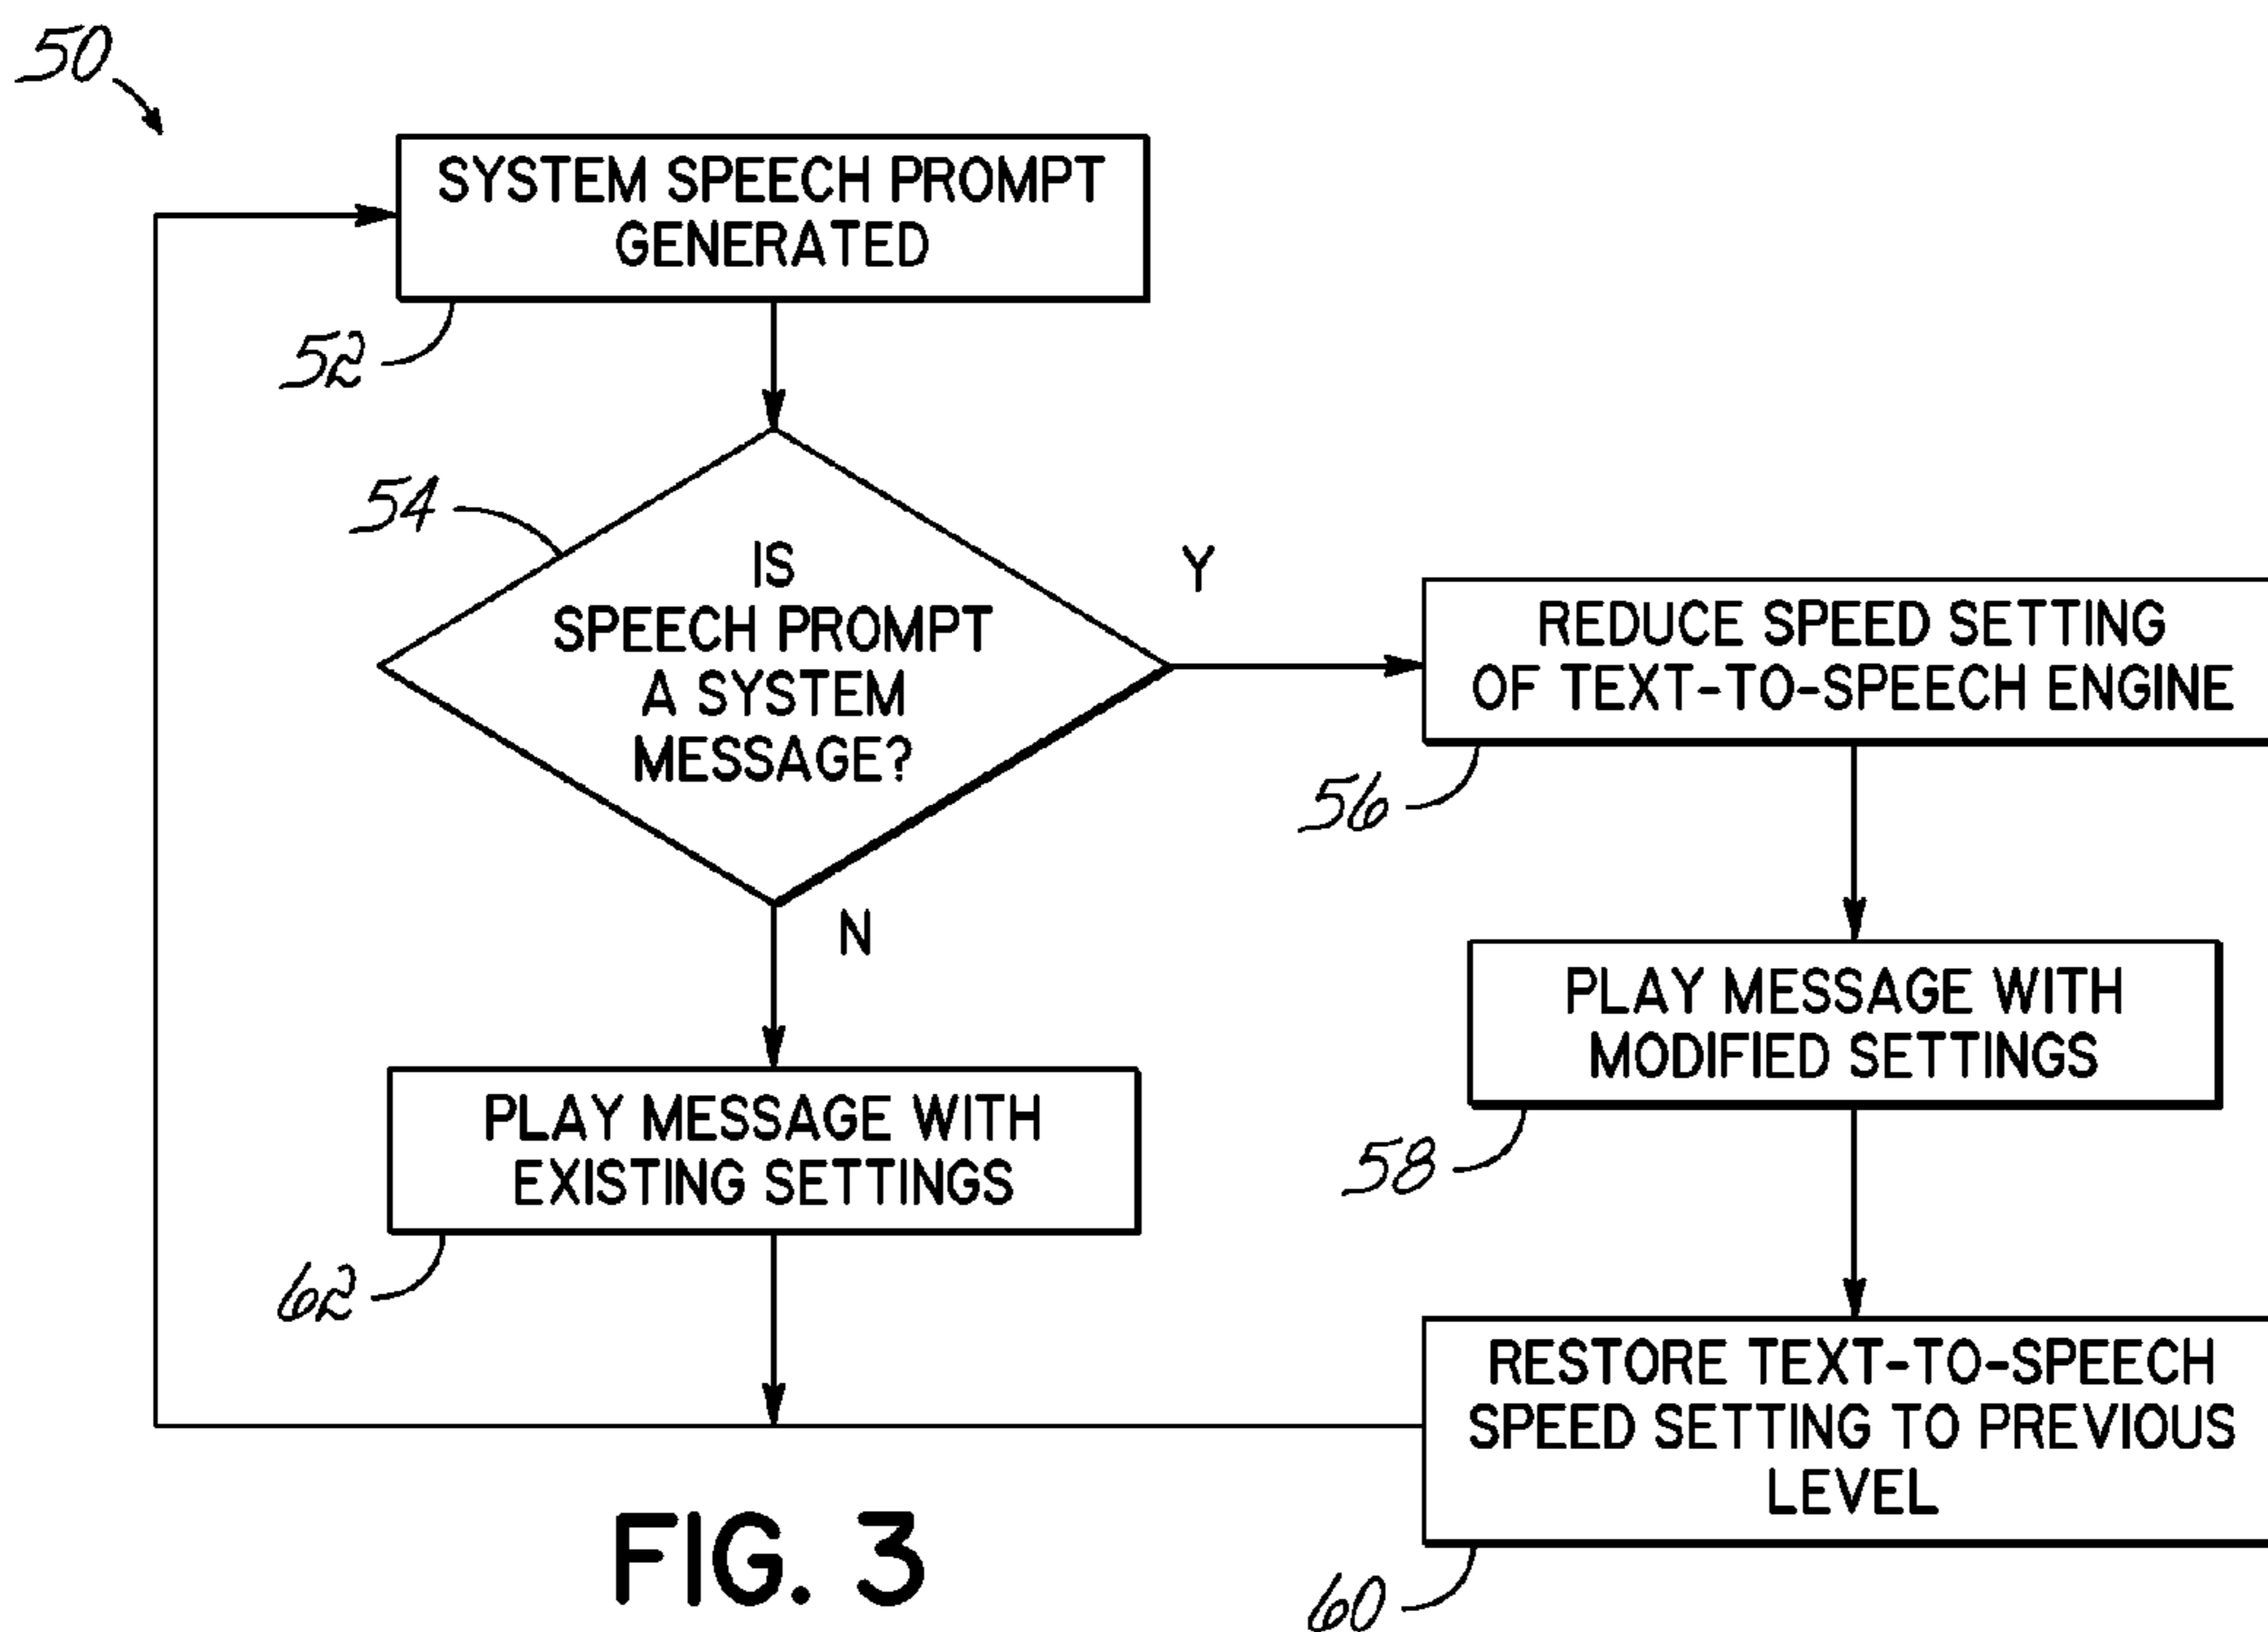 50
SYSTEM SPEECH PROMPT
GENERATED
52
54
IS
SPEECH PROMPT
A SYSTEM
MESSAGE?
Y
N
REDUCE SPEED SETTING
OF TEXT-TO-SPEECH ENGINE
56
PLAY MESSAGE WITH
MODIFIED SETTINGS
58
PLAY MESSAGE WITH
EXISTING SETTINGS
62
RESTORE TEXT-TO-SPEECH
SPEED SETTING TO PREVIOUS
LEVEL
60
FIG. 3